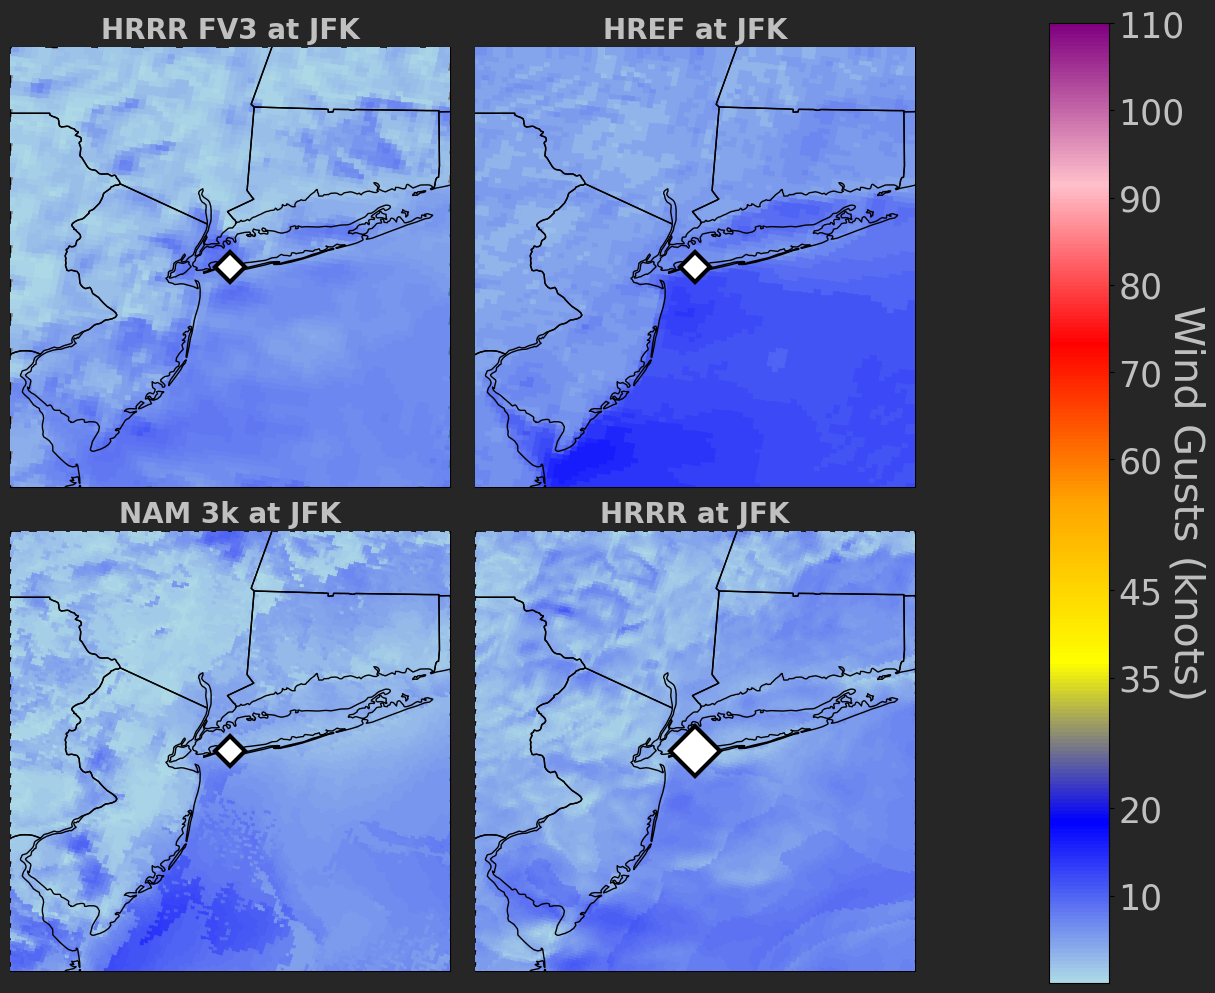 HRRR FV3 at JFK
HREF at JFK
NAM 3k at JFK
HRRR at JFK
110
100
90
80
70
60
45
35
20
10
Wind Gusts (knots)